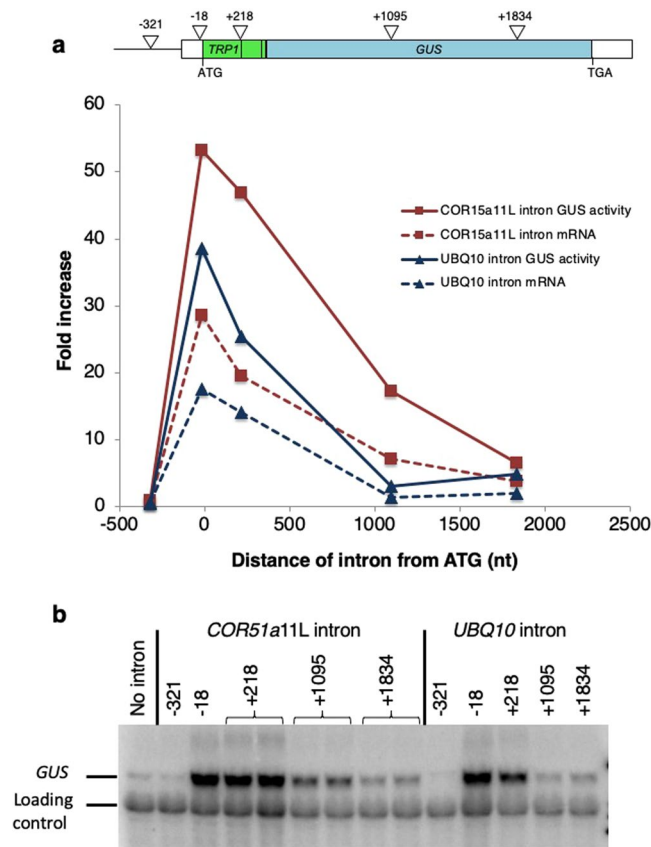 -321
-18
+218
+1095
+1834
a
TRP1
GUS
ATG
TGA
60
50
40
30
20
10
0
Fold increase
COR15a11L intron GUS activity
COR15a11L intron mRNA
UBQ10 intron GUS activity
UBQ10 intron mRNA
-500
0
500
1000
1500
2000
2500
Distance of intron from ATG (nt)
b
COR51a11L intron
UBQ10 intron
No intron
-321
-18
+218
+1095
+1834
-321
-18
+218
+1095
+1834
GUS
Loading
control